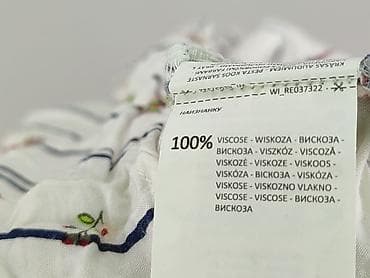 WI_RE037322
НАИЗНАНКУ
100% VISCOSE - WISKOZA - ВИСКОЗА -
ВИСКОЗА - VISZKÓZ - VISCOZĂ -
VISKOZĖ - VISKOZE - VISKOOS -
VISKÓZA - ВІСКОЗА - VISKÓZA -
VISKOSE - VISKOZNO VLAKNO -
VISCOSE - VISCOSE - ВИСКОЗА -
ВИСКОЗА